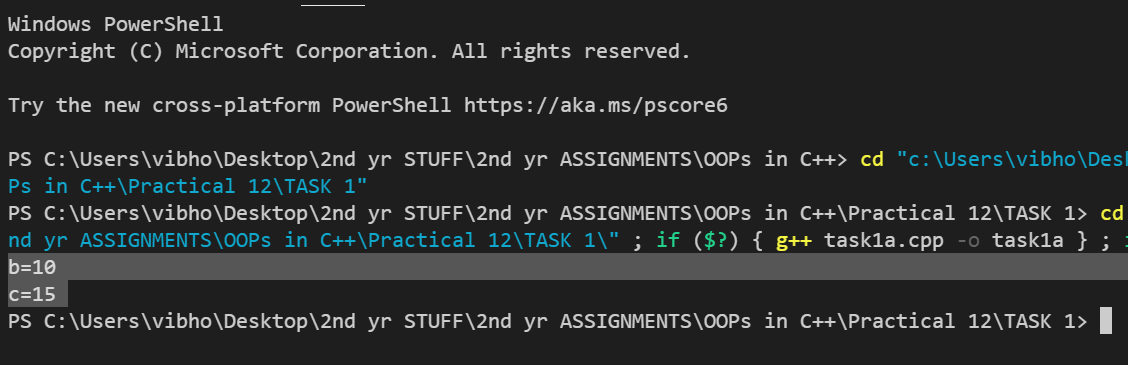 Windows PowerShell
Copyright (C) Microsoft Corporation. All rights reserved.
Try the new cross-platform PowerShell https://aka.ms/pscore6
PS C:\Users\vibho\Desktop\2nd yr STUFF\2nd yr ASSIGNMENTS\OOPs in C++> cd "c:\Users\vibho\Des
Ps in C++\Practical 12\TASK 1"
PS C:\Users\vibho\Desktop\2nd yr STUFF\2nd yr ASSIGNMENTS\OOPs in C++\Practical 12\TASK 1> cd
nd yr ASSIGNMENTS\OOPs in C++\Practical 12\TASK 1\" ; if ($?) { g++ task1a.cpp -o task1a } ;
b=10
c=15
PS C:\Users\vibho\Desktop\2nd yr STUFF\2nd yr ASSIGNMENTS\OOPs in C++\Practical 12\TASK 1>